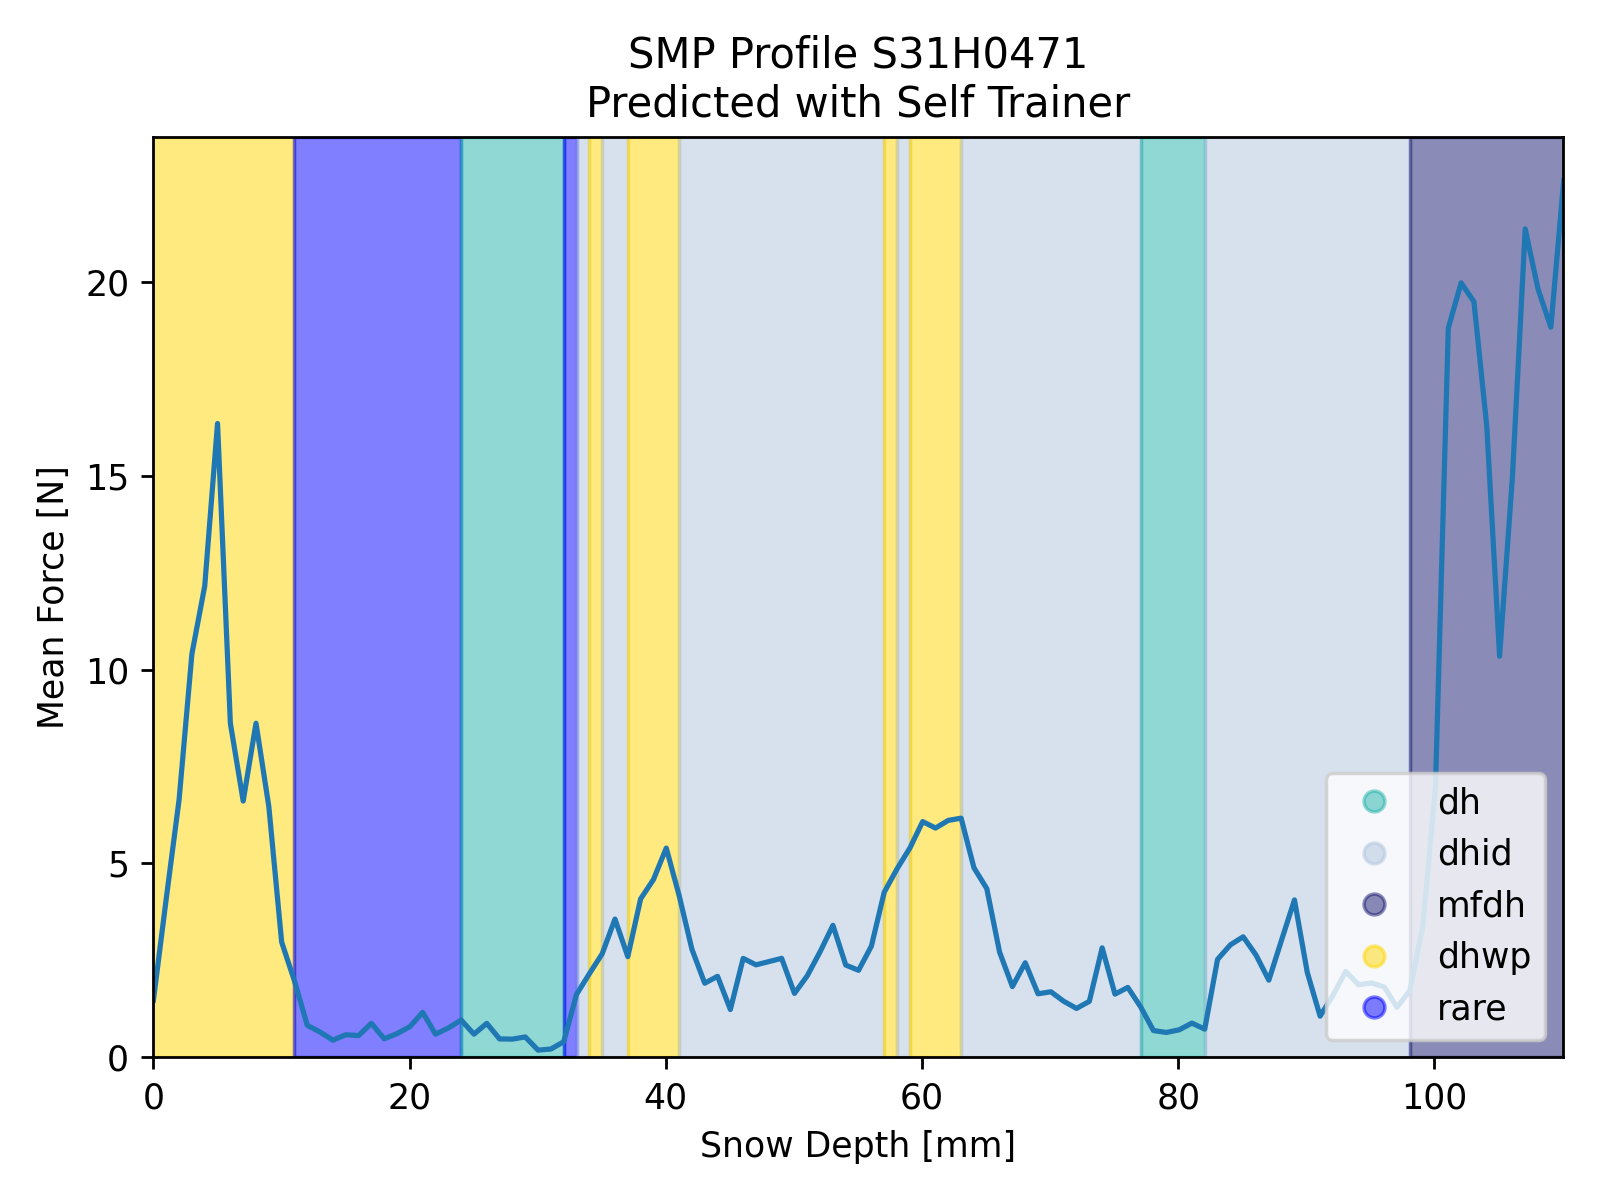 SMP Profile S31H0471
Predicted with Self Trainer
Mean Force [N]
20
15
10
5
0
0 20 40 60 80 100
Snow Depth [mm]
dh
dhid
mfdh
dhwp
rare